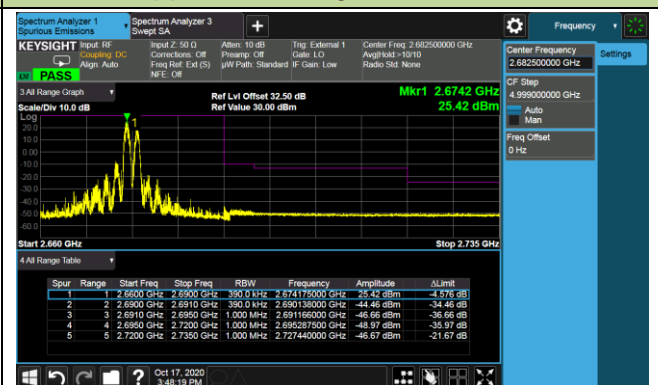 Spectrum Analyzer 1
Spurious Emissions
Spectrum Analyzer 3
Swept SA
Frequency
KEYSIGHT
Input: RF
Coupling: DC
Align: Auto
Input Z: 50 Ω
Corrections: Off
Freq Ref: Ext (S)
NFE: Off
Atten: 10 dB
Preamp: Off
µW Path: Standard
Trig: External 1
Gate: LO
IF Gain: Low
Center Freq: 2.682500000 GHz
Avg|Hold:>10/10
Radio Std: None
PASS
Center Frequency
2.682500000 GHz
Settings
CF Step
4.999000000 GHz
Auto
Man
Freq Offset
0 Hz
3 All Range Graph
Scale/Div 10.0 dB
Ref Lvl Offset 32.50 dB
Ref Value 30.00 dBm
Mkr1 2.6742 GHz
25.42 dBm
Log
20.0
10.0
0.00
-10.0
-20.0
-30.0
-40.0
-50.0
-60.0
1
Start 2.660 GHz
Stop 2.735 GHz
4 All Range Table
Spur Range Start Freq Stop Freq RBW Frequency Amplitude ΔLimit
1 1 2.6600 GHz 2.6900 GHz 390.0 kHz 2.674175000 GHz 25.42 dBm -4.576 dB
2 2 2.6900 GHz 2.6910 GHz 390.0 kHz 2.690138000 GHz -44.46 dBm -34.46 dB
3 3 2.6910 GHz 2.6950 GHz 1.000 MHz 2.691166000 GHz -46.66 dBm -36.66 dB
4 4 2.6950 GHz 2.7200 GHz 1.000 MHz 2.695287500 GHz -48.97 dBm -35.97 dB
5 5 2.7200 GHz 2.7350 GHz 1.000 MHz 2.727440000 GHz -46.67 dBm -21.67 dB
Oct 17, 2020
3:48:19 PM